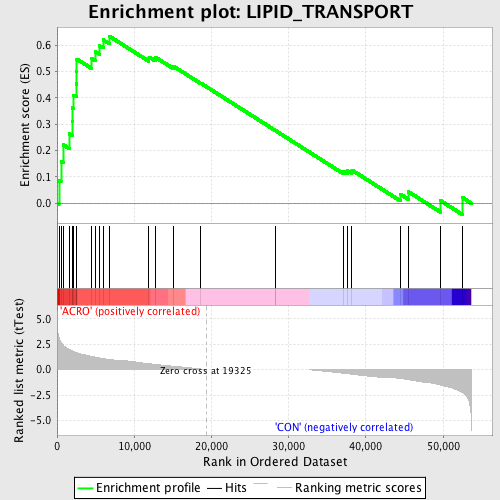 Enrichment plot: LIPID_TRANSPORT
Enrichment score (ES)
0.6
0.5
0.4
0.3
0.2
0.1
0.0
'ACRO' (positively correlated)
Ranked list metric (tTest)
5.0
2.5
0.0
-2.5
-5.0
Zero cross at 19325
'CON' (negatively correlated)
0
10,000
20,000
30,000
40,000
50,000
Rank in Ordered Dataset
Enrichment profile
Hits
Ranking metric scores